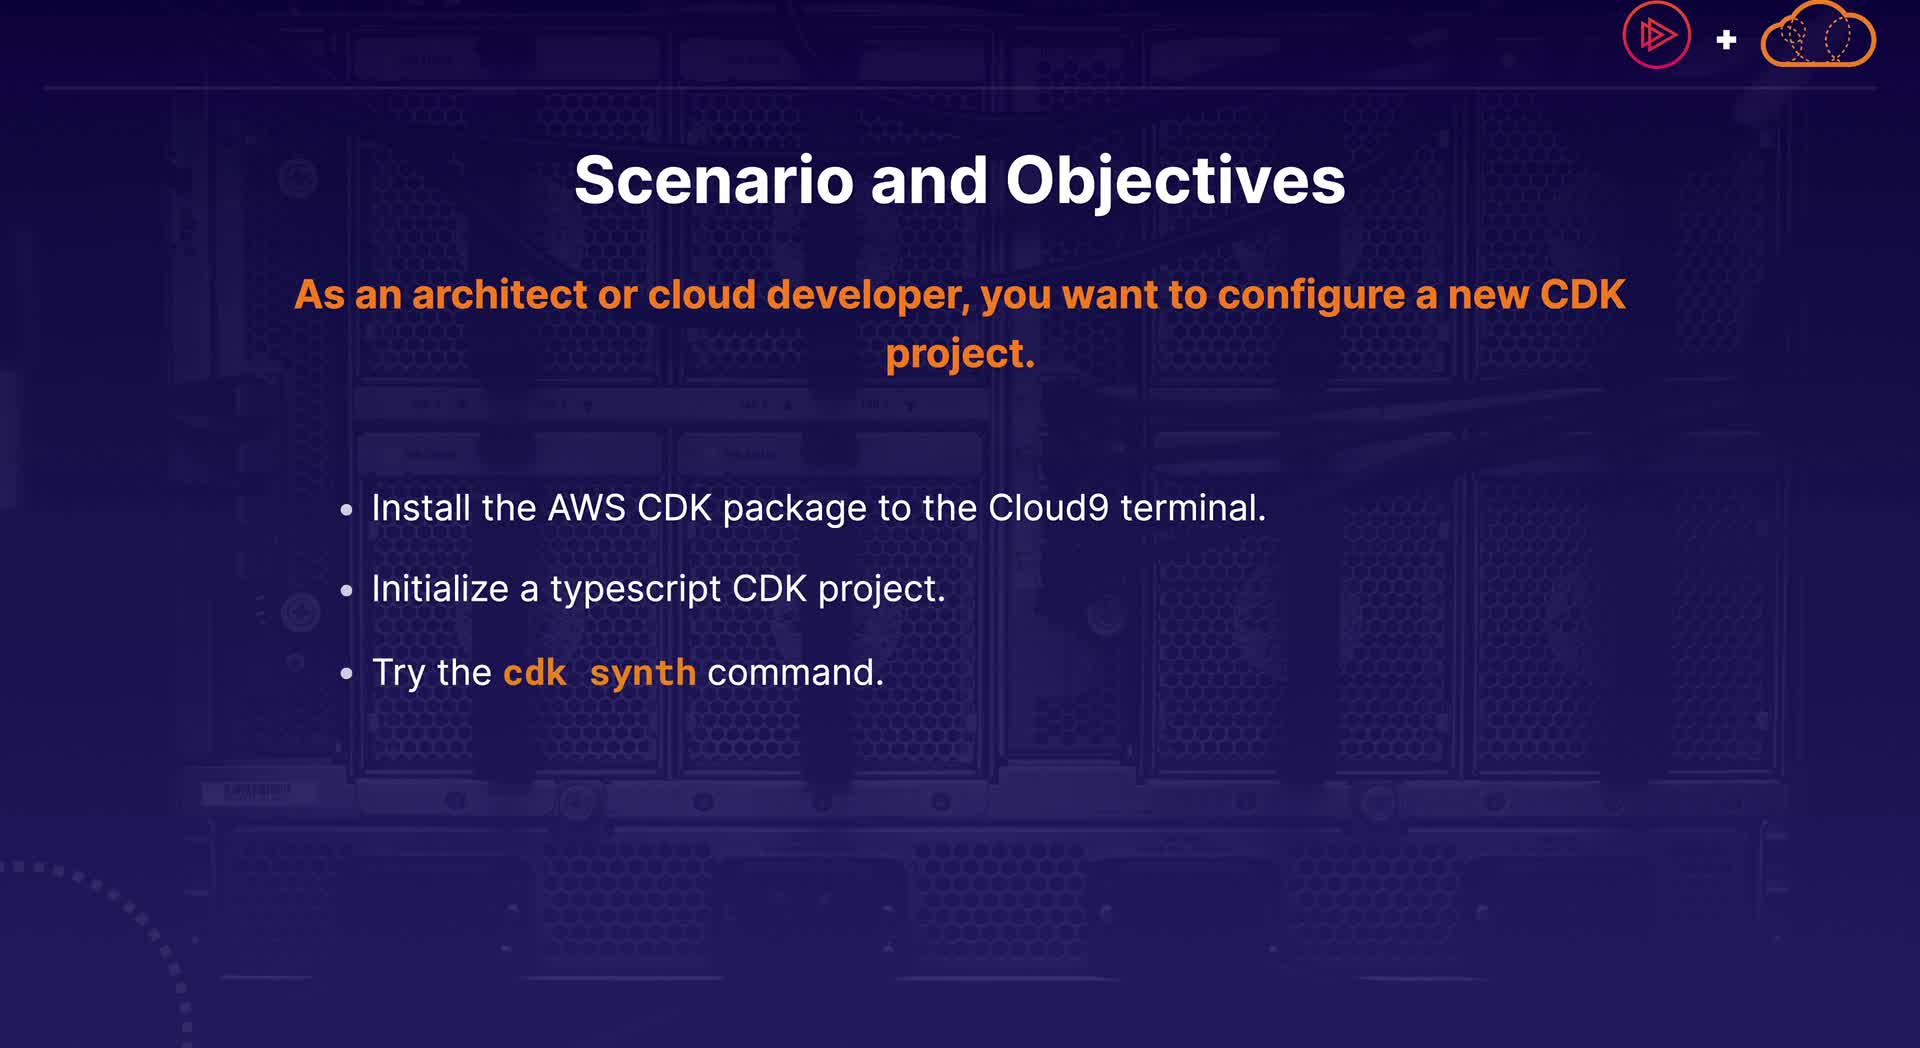 Scenario and Objectives
As an architect or cloud developer, you want to configure a new CDK
project.
Install the AWS CDK package to the Cloud9 terminal.
Initialize a typescript CDK project.
Try the cdk synth command.